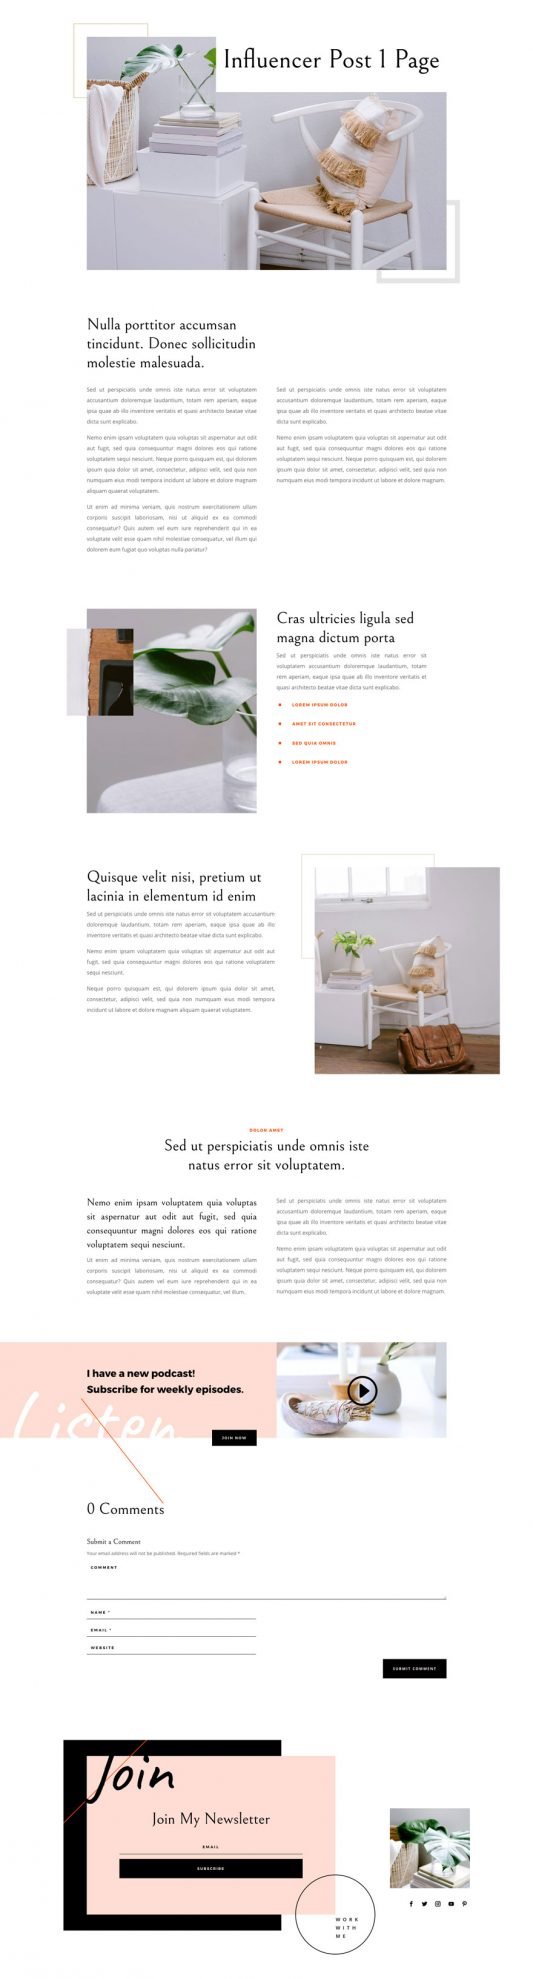 Influencer Post 1 Page
Nulla porttitor accumsan
tincidunt. Donec sollicitudin
molestie malesuada.
Sed ut perspiciatis unde omnis iste natus error sit voluptatem
accusantium doloremque laudantium, totam rem aperiam, eaque
ipsa quae ab illo inventore veritatis et quasi architecto beatae vitae
dicta sunt explicabo.
Nemo enim ipsam voluptatem quia voluptas sit aspernatur aut odit
aut fugit, sed quia consequuntur magni dolores eos qui ratione
voluptatem sequi nesciunt. Neque porro quisquam est, qui dolorem
ipsum quia dolor sit amet, consectetur, adipisci velit, sed quia non
numquam eius modi tempora incidunt ut labore et dolore magnam
aliquam quaerat voluptatem.
Ut enim ad minima veniam, quis nostrum exercitationem ullam
corporis suscipit laboriosam, nisi ut aliquid ex ea commodi
consequatur? Quis autem vel eum iure reprehenderit qui in ea
voluptate velit esse quam nihil molestiae consequatur, vel illum qui
dolorem eum fugiat quo voluptas nulla pariatur?
Sed ut perspiciatis unde omnis iste natus error sit voluptatem
accusantium doloremque laudantium, totam rem aperiam, eaque
ipsa quae ab illo inventore veritatis et quasi architecto beatae vitae
dicta sunt explicabo.
Nemo enim ipsam voluptatem quia voluptas sit aspernatur aut odit
aut fugit, sed quia consequuntur magni dolores eos qui ratione
voluptatem sequi nesciunt. Neque porro quisquam est, qui dolorem
ipsum quia dolor sit amet, consectetur, adipisci velit, sed quia non
numquam eius modi tempora incidunt ut labore et dolore magnam.
Cras ultricies ligula sed
magna dictum porta
Sed ut perspiciatis unde omnis iste natus error sit
voluptatem accusantium doloremque laudantium, totam
rem aperiam, eaque ipsa quae ab illo inventore veritatis et
quasi architecto beatae vitae dicta sunt explicabo.
LOREM IPSUM DOLOR
AMET SIT CONSECTETUR
SED QUIA OMNIS
LOREM IPSUM DOLOR
Quisque velit nisi, pretium ut
lacinia in elementum id enim
Sed ut perspiciatis unde omnis iste natus error sit voluptatem accusantium
doloremque laudantium, totam rem aperiam, eaque ipsa quae ab illo
inventore veritatis et quasi architecto beatae vitae dicta sunt explicabo.
Nemo enim ipsam voluptatem quia voluptas sit aspernatur aut odit aut
fugit, sed quia consequuntur magni dolores eos qui ratione voluptatem
sequi nesciunt.
Neque porro quisquam est, qui dolorem ipsum quia dolor sit amet,
consectetur, adipisci velit, sed quia non numquam eius modi tempora
incidunt ut labore et dolore magnam aliquam quaerat voluptatem.
DOLOR AMET
Sed ut perspiciatis unde omnis iste
natus error sit voluptatem.
Nemo enim ipsam voluptatem quia voluptas
sit aspernatur aut odit aut fugit, sed quia
consequuntur magni dolores eos qui ratione
voluptatem sequi nesciunt.
Ut enim ad minima veniam, quis nostrum exercitationem ullam
corporis suscipit laboriosam, nisi ut aliquid ex ea commodi
consequatur? Quis autem vel eum iure reprehenderit qui in ea
voluptate velit esse quam nihil molestiae consequatur, vel illum.
Sed ut perspiciatis unde omnis iste natus error sit voluptatem
accusantium doloremque laudantium, totam rem aperiam, eaque
ipsa quae ab illo inventore veritatis et quasi architecto beatae vitae
dicta sunt explicabo.
Nemo enim ipsam voluptatem quia voluptas sit aspernatur aut odit
aut fugit, sed quia consequuntur magni dolores eos qui ratione
voluptatem sequi nesciunt. Neque porro quisquam est, qui dolorem
ipsum quia dolor sit amet, consectetur, adipisci velit, sed quia non
numquam eius modi tempora incidunt ut labore et dolore magnam.
I have a new podcast!
Subscribe for weekly episodes.
Listen
JOIN NOW
0 Comments
Submit a Comment
Your email address will not be published. Required fields are marked *
COMMENT
NAME *
EMAIL *
WEBSITE
SUBMIT COMMENT
Join
Join My Newsletter
EMAIL
SUBSCRIBE
WORK
WITH
ME